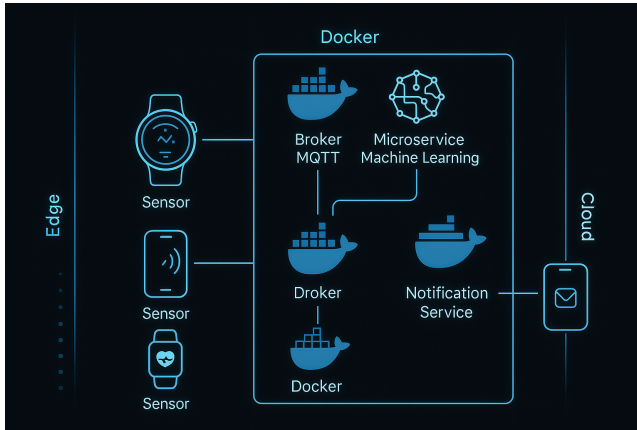 Docker
Edge
Sensor
Sensor
Sensor
Broker
MQTT
Microservice
Machine Learning
Droker
Docker
Notification
Service
Cloud